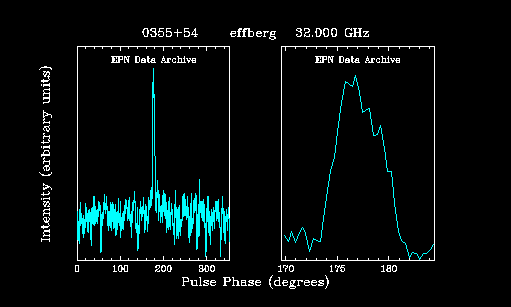 0355+54 effberg 32.000 GHz
EPN Data Archive EPN Data Archive
Intensity (arbitrary units)
0 100 200 300 170 175 180
Pulse Phase (degrees)